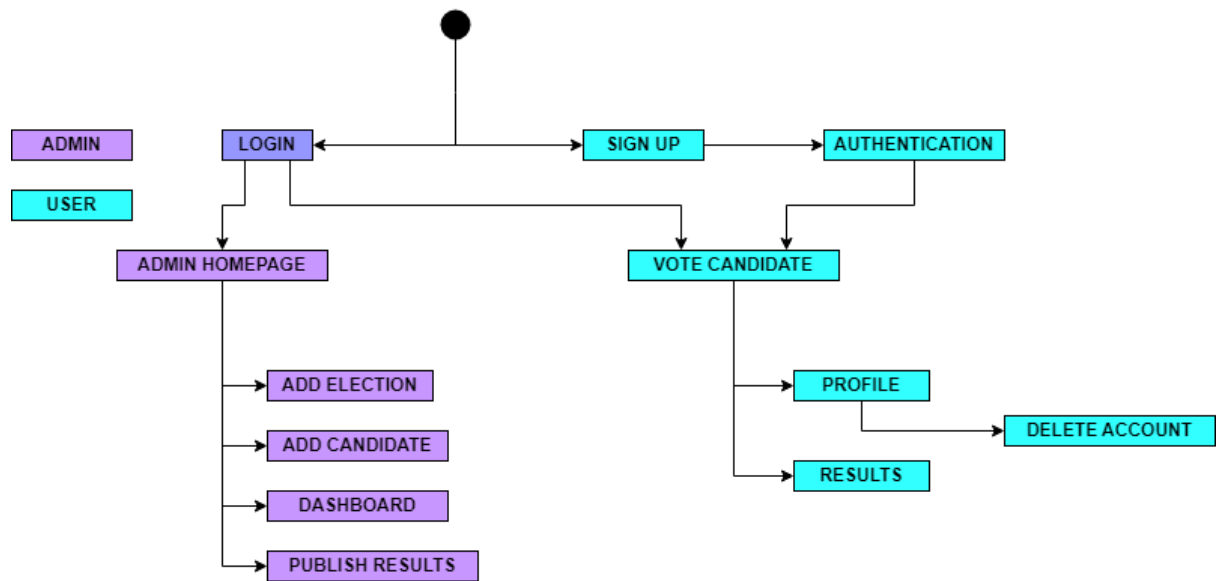 ADMIN
LOGIN
SIGN UP
AUTHENTICATION
USER
ADMIN HOMEPAGE
VOTE CANDIDATE
ADD ELECTION
PROFILE
ADD CANDIDATE
DELETE ACCOUNT
RESULTS
DASHBOARD
PUBLISH RESULTS